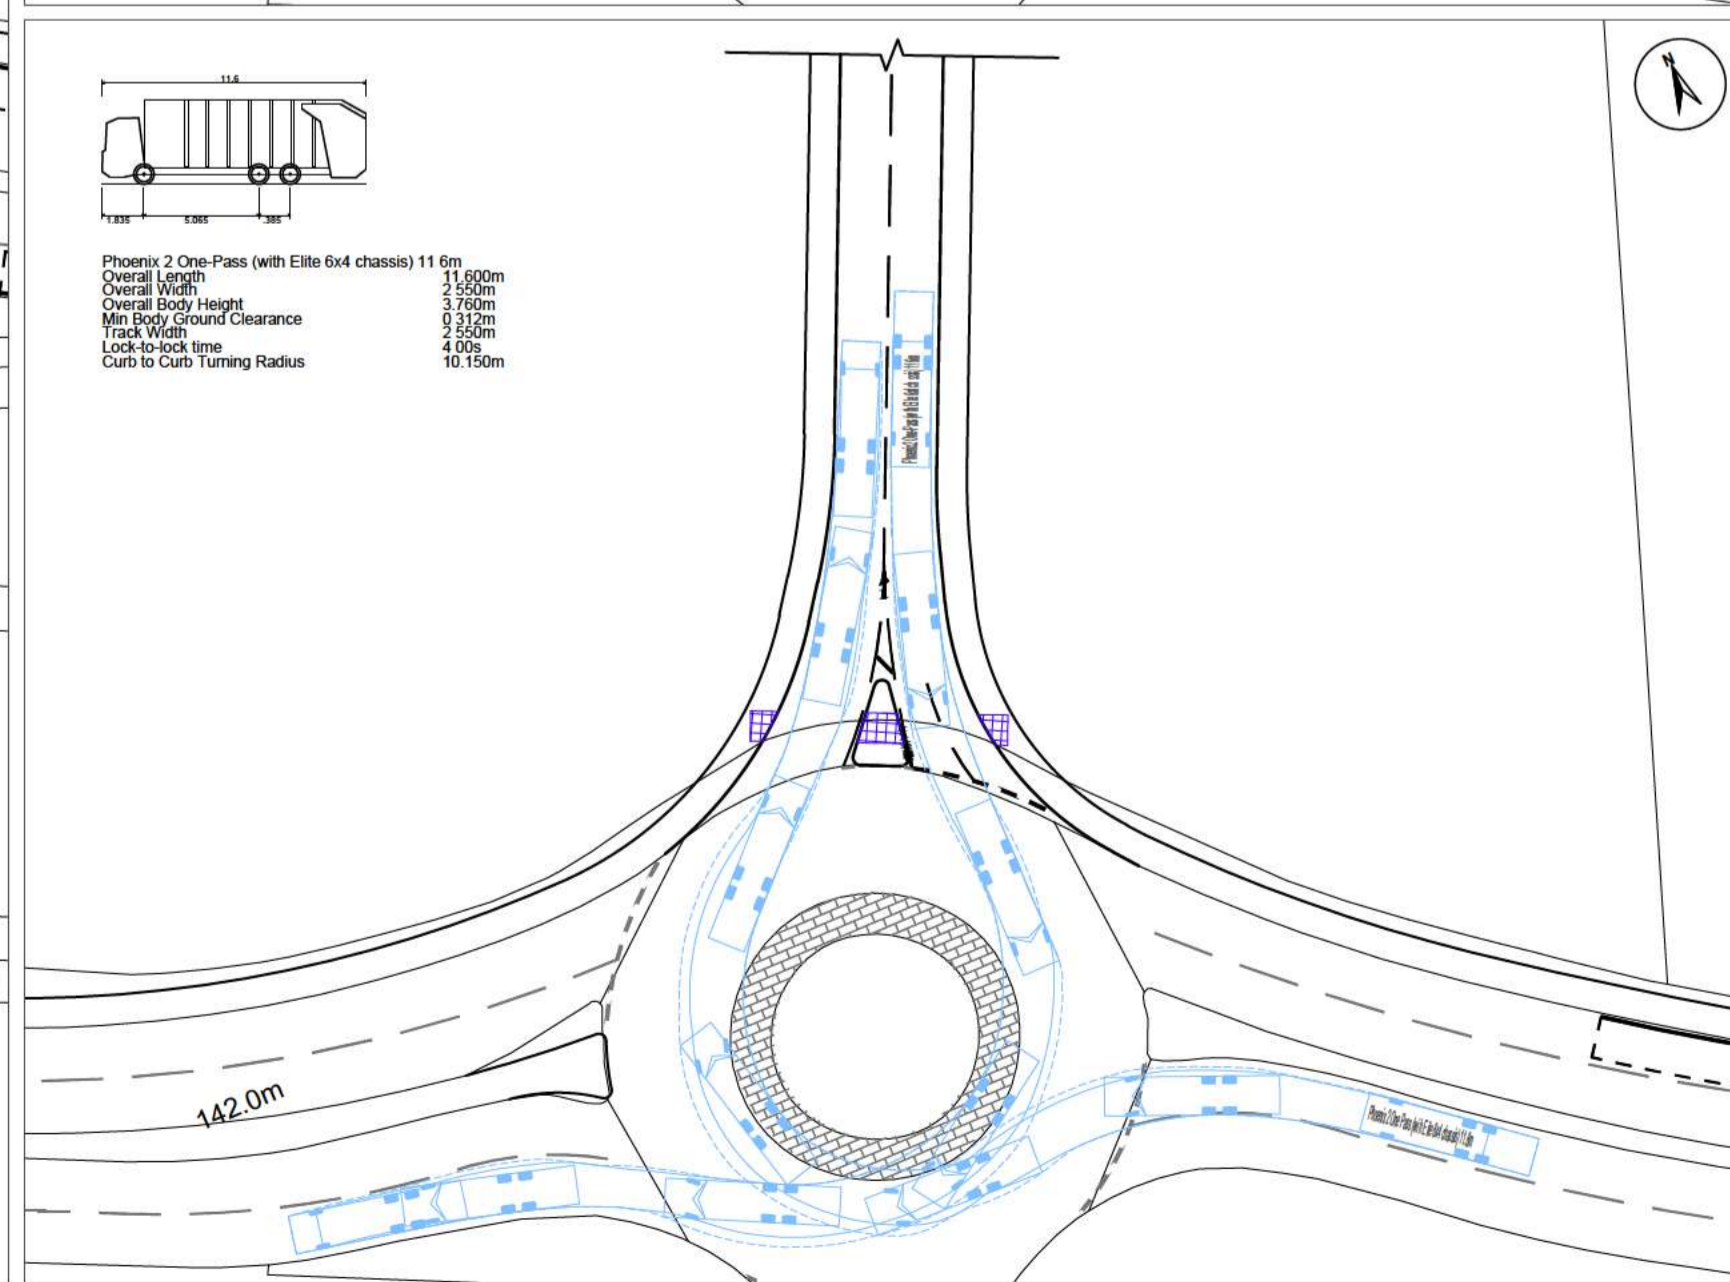 11.6
1.835
5.065
.385
Phoenix 2 One-Pass (with Elite 6x4 chassis) 11 6m
Overall Length 11.600m
Overall Width 2 550m
Overall Body Height 3.760m
Min Body Ground Clearance 0 312m
Track Width 2 550m
Lock-to-lock time 4 00s
Curb to Curb Turning Radius 10.150m
N
142.0m